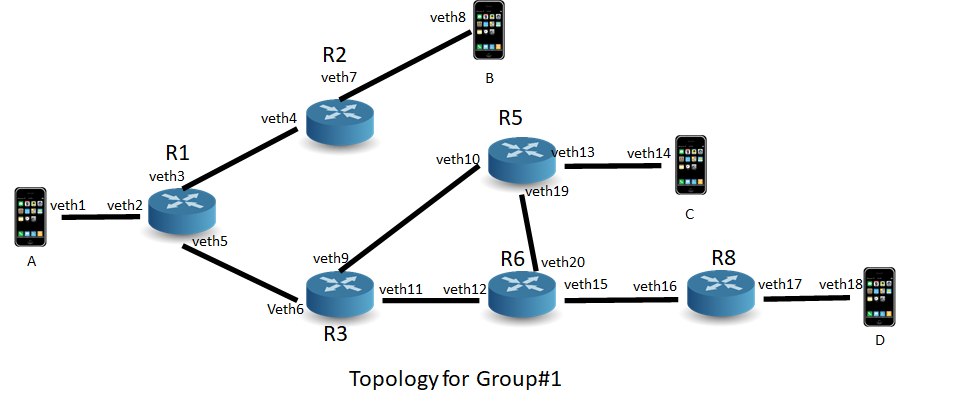 veth8
R2
veth7
B
veth4
R5
R1
veth10
veth13
veth14
veth3
veth1
veth2
veth19
C
veth5
A
veth9
R6
veth20
R8
veth11
veth12
veth15
veth16
veth17
veth18
Veth6
R3
D
Topology for Group#1